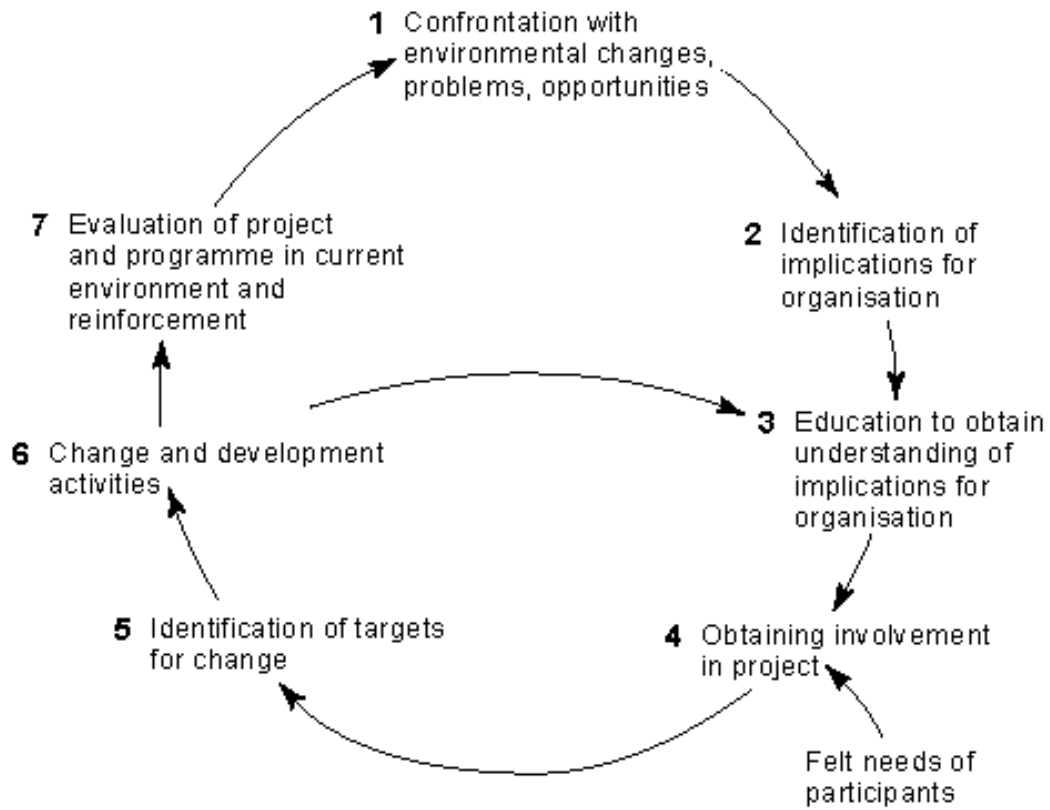 1 Confrontation with
environmental changes,
problems, opportunities
2 Identification of
implications for
organisation
3 Education to obtain
understanding of
implications for
organisation
4 Obtaining involvement
in project
Felt needs of
participants
5 Identification of targets
for change
6 Change and development
activities
7 Evaluation of project
and programme in current
environment and
reinforcement